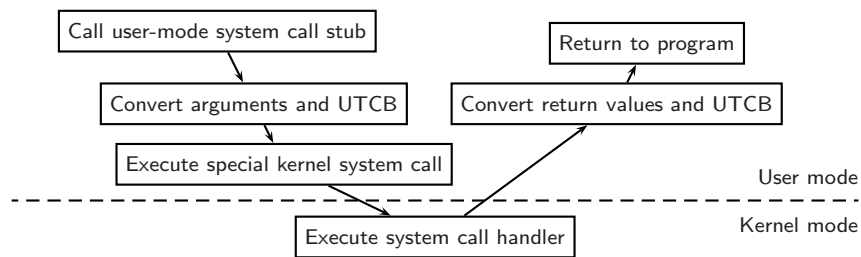 Call user-mode system call stub
Return to program
Convert arguments and UTCB
Convert return values and UTCB
Execute special kernel system call
User mode
Kernel mode
Execute system call handler